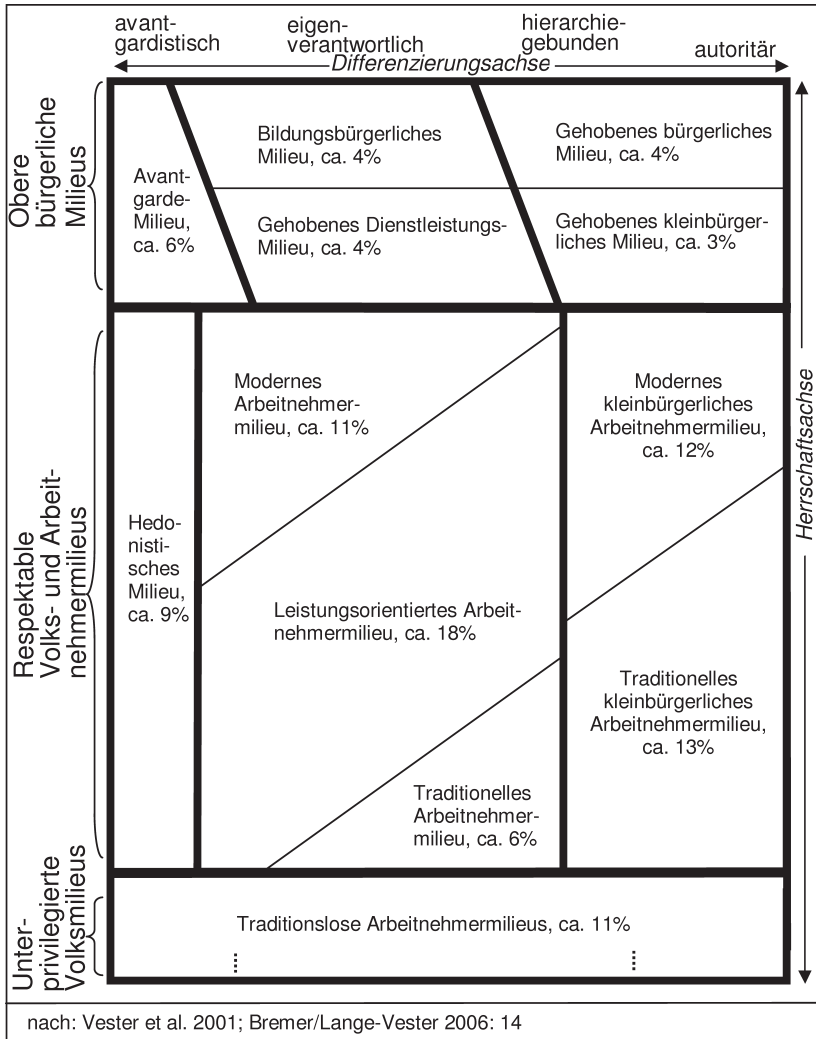 avant-
gardistisch
eigen-
verantwortlich
hierarchie-
gebunden
autoritär
Differenzierungsachse
Obere
bürgerliche
Milieus
Avant-
garde-
Milieu,
ca. 6%
Bildungsbürgerliches
Milieu, ca. 4%
Gehobenes bürgerliches
Milieu, ca. 4%
Gehobenes Dienstleistungs-
Milieu, ca. 4%
Gehobenes kleinbürger-
liches Milieu, ca. 3%
Herrschaftsachse
Respektable
Volks- und Arbeit-
nehmermilieus
Hedo-
nisti-
sches
Milieu,
ca. 9%
Modernes
Arbeitnehmer-
milieu, ca. 11%
Modernes
kleinbürgerliches
Arbeitnehmermilieu,
ca. 12%
Leistungsorientiertes Arbeit-
nehmermilieu, ca. 18%
Traditionelles
kleinbürgerliches
Arbeitnehmermilieu,
ca. 13%
Traditionelles
Arbeitnehmer-
milieu, ca. 6%
Unter-
privilegierte
Volksmilieus
Traditionslose Arbeitnehmermilieus, ca. 11%
nach: Vester et al. 2001; Bremer/Lange-Vester 2006: 14